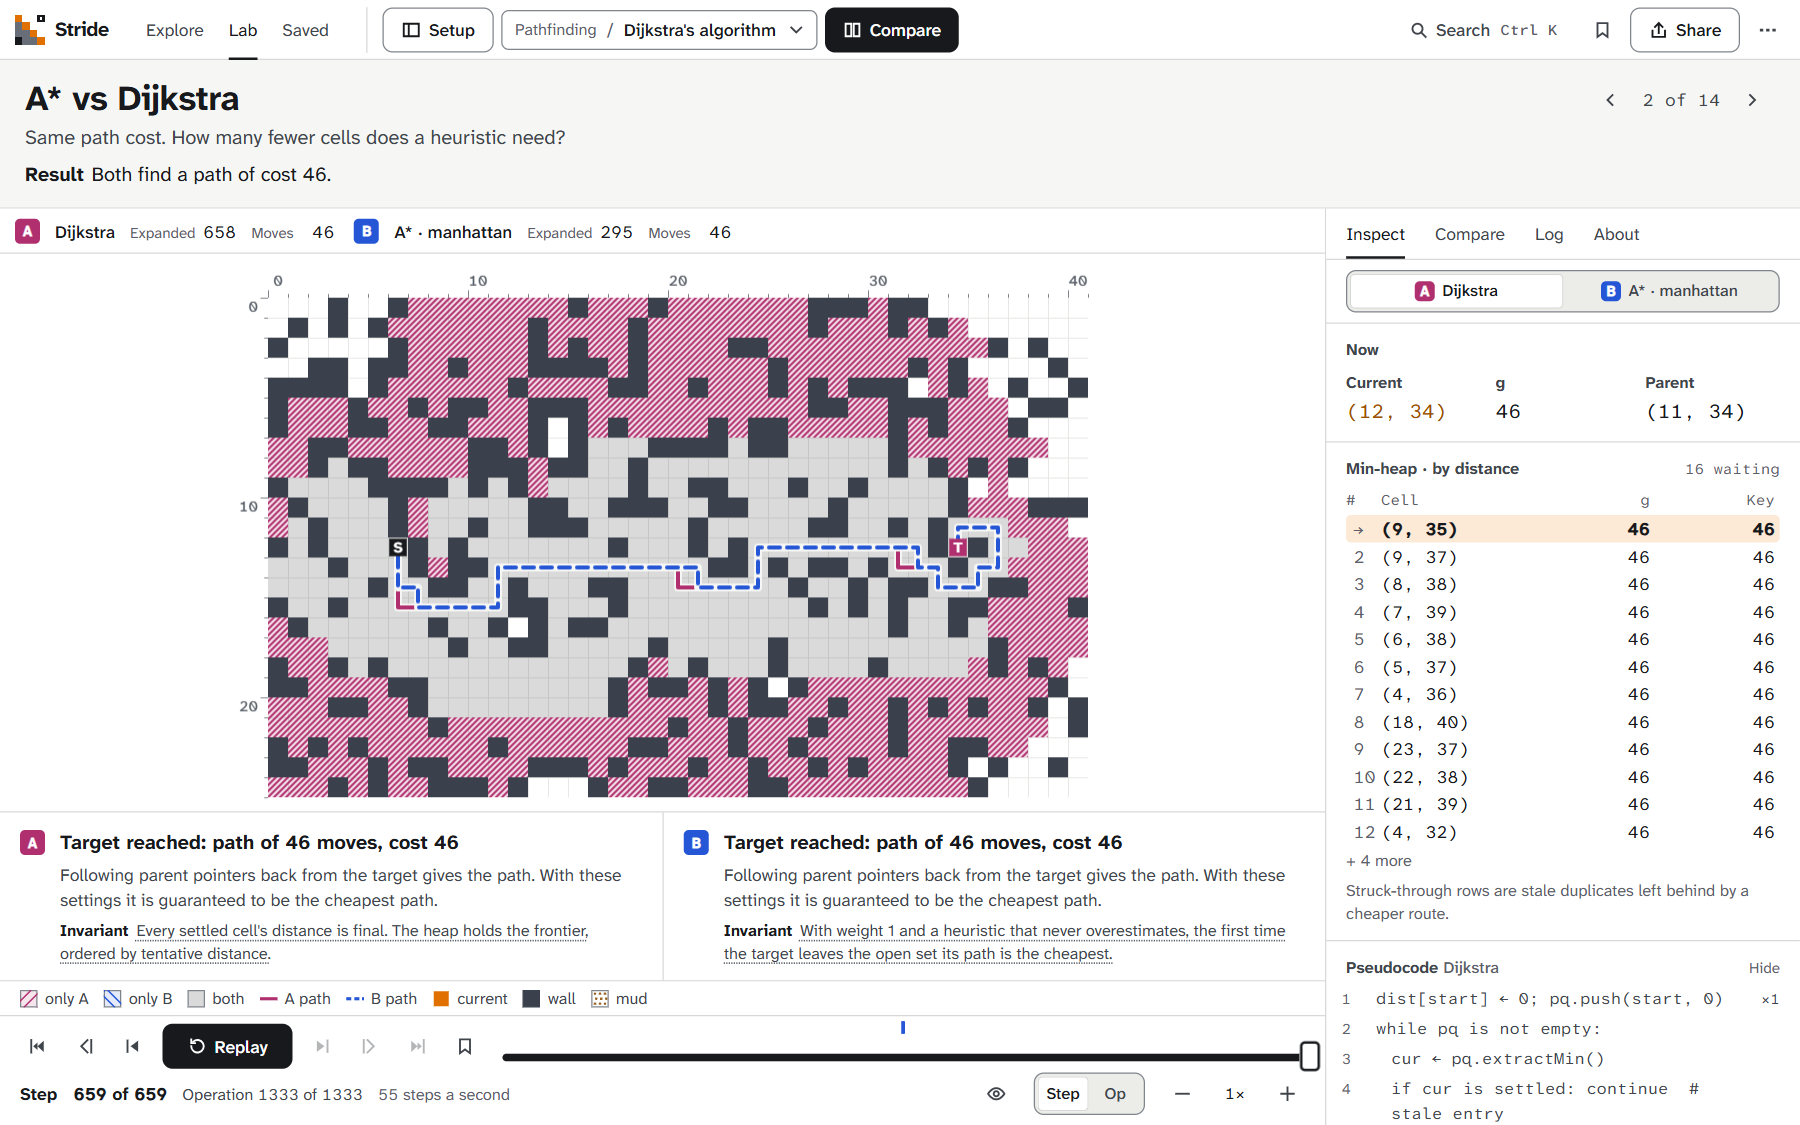 Stride
Explore
Lab
Saved
Setup
Pathfinding / Dijkstra's algorithm
Compare
Search Ctrl K
Share
A* vs Dijkstra
2 of 14
Same path cost. How many fewer cells does a heuristic need?
Result Both find a path of cost 46.
A Dijkstra Expanded 658 Moves 46
B A* · manhattan Expanded 295 Moves 46
0 10 20 30 40
0
10
20
S
T
A Target reached: path of 46 moves, cost 46
Following parent pointers back from the target gives the path. With these
settings it is guaranteed to be the cheapest path.
Invariant Every settled cell's distance is final. The heap holds the frontier,
ordered by tentative distance.
B Target reached: path of 46 moves, cost 46
Following parent pointers back from the target gives the path. With these
settings it is guaranteed to be the cheapest path.
Invariant With weight 1 and a heuristic that never overestimates, the first time
the target leaves the open set its path is the cheapest.
only A only B both A path B path current wall mud
Replay
Step 659 of 659 Operation 1333 of 1333 55 steps a second
Step Op
1×
Inspect Compare Log About
A Dijkstra
B A* · manhattan
Now
Current g Parent
(12, 34) 46 (11, 34)
Min-heap · by distance 16 waiting
# Cell g Key
→ (9, 35) 46 46
2 (9, 37) 46 46
3 (8, 38) 46 46
4 (7, 39) 46 46
5 (6, 38) 46 46
6 (5, 37) 46 46
7 (4, 36) 46 46
8 (18, 40) 46 46
9 (23, 37) 46 46
10 (22, 38) 46 46
11 (21, 39) 46 46
12 (4, 32) 46 46
+ 4 more
Struck-through rows are stale duplicates left behind by a
cheaper route.
Pseudocode Dijkstra Hide
1 dist[start] ← 0; pq.push(start, 0) ×1
2 while pq is not empty:
3 cur ← pq.extractMin()
4 if cur is settled: continue #
stale entry